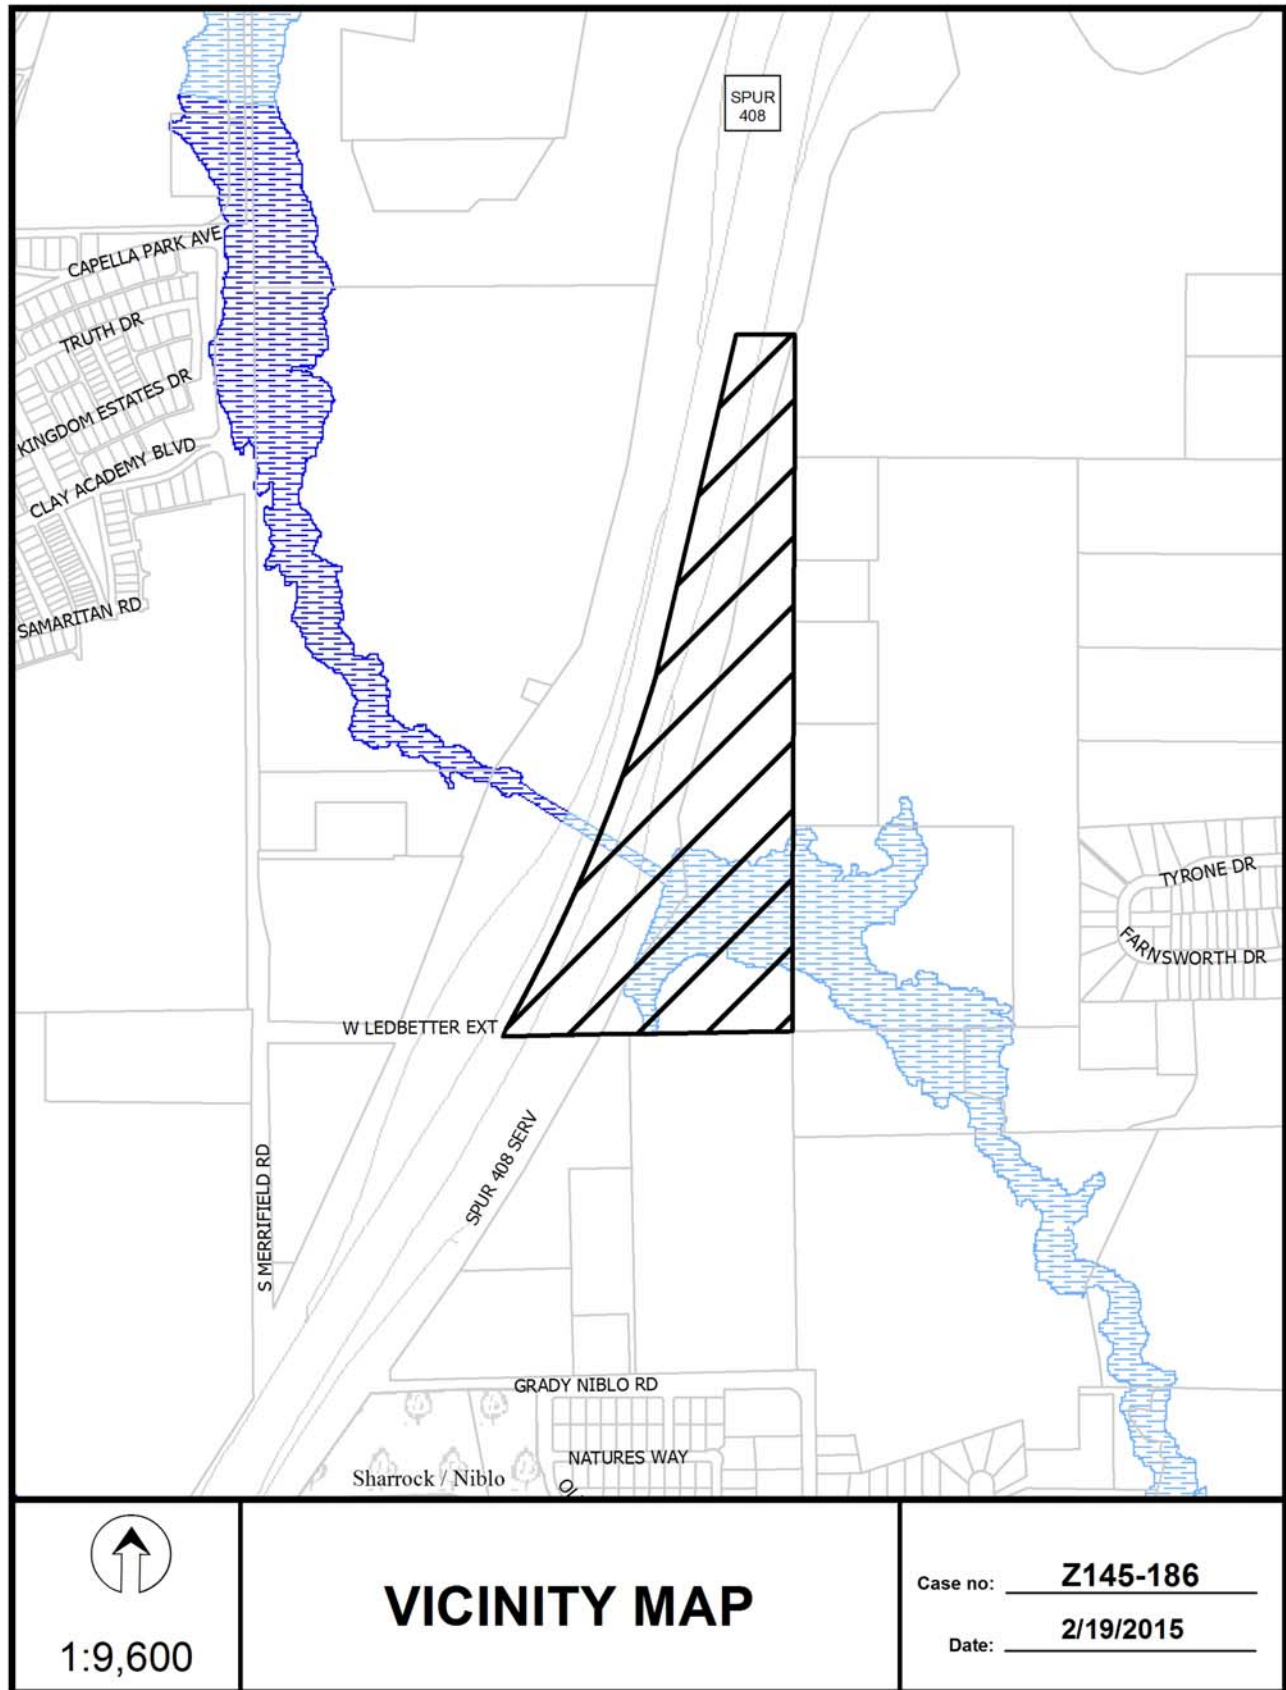 SPUR
408
CAPELLA PARK AVE
TRUTH DR
KINGDOM ESTATES DR
CLAY ACADEMY BLVD
SAMARITAN RD
TYRONE DR
FARNSWORTH DR
W LEDBETTER EXT
SPUR 408 SERV
S MERRIFIELD RD
GRADY NIBLO RD
NATURES WAY
Sharrock / Niblo
1:9,600
VICINITY MAP
Case no: Z145-186
Date: 2/19/2015